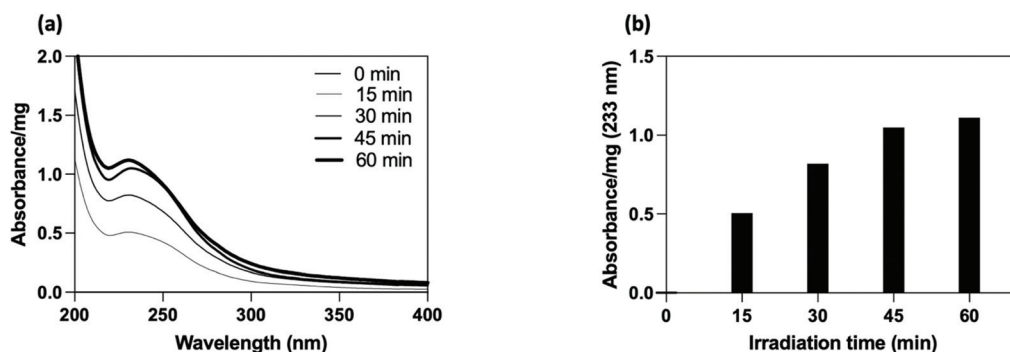 (a)
Absorbance/mg
2.0
1.5
1.0
0.5
0.0
200
250
300
350
400
Wavelength (nm)
0 min
15 min
30 min
45 min
60 min
(b)
Absorbance/mg (233 nm)
1.5
1.0
0.5
0.0
0
15
30
45
60
Irradiation time (min)